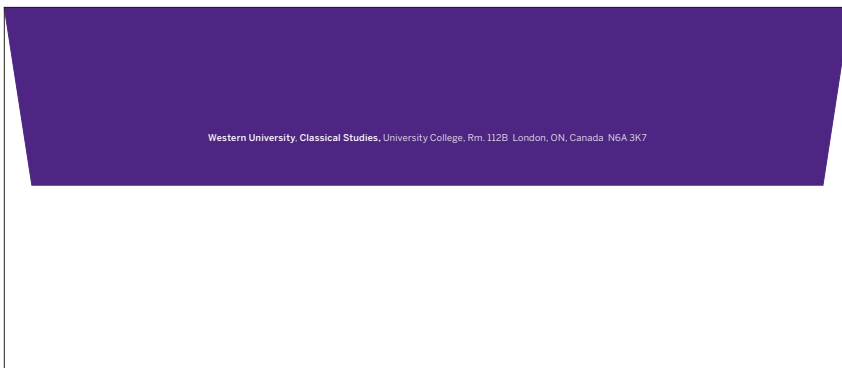 Western University, Classical Studies, University College, Rm. 112B London, ON, Canada N6A 3K7